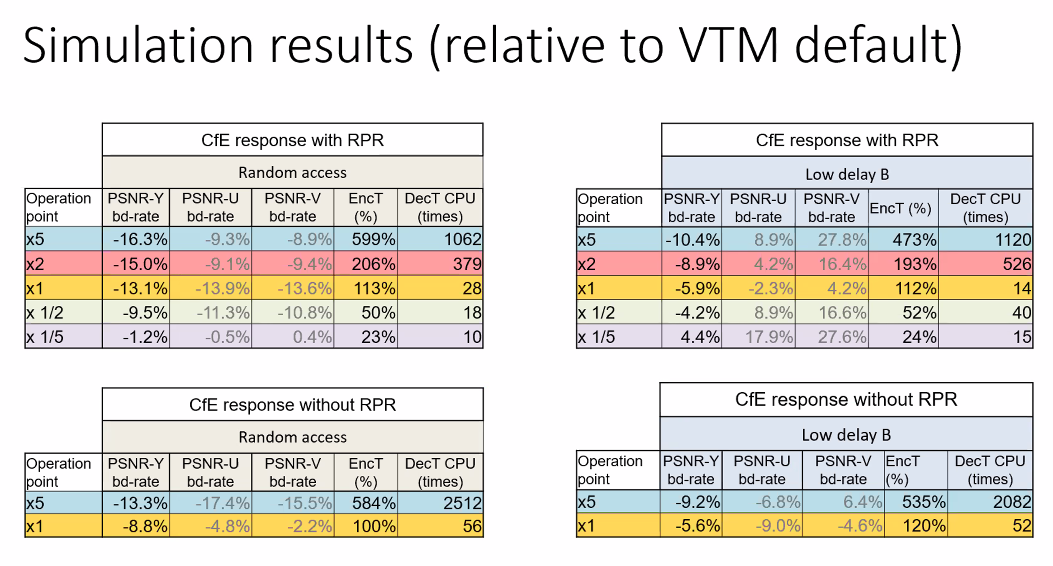 Simulation results (relative to VTM default)
CfE response with RPR
Random access
Operation point PSNR-Y bd-rate PSNR-U bd-rate PSNR-V bd-rate EncT (%) DecT CPU (times)
x5 -16.3% -9.3% -8.9% 599% 1062
x2 -15.0% -9.1% -9.4% 206% 379
x1 -13.1% -13.9% -13.6% 113% 28
x 1/2 -9.5% -11.3% -10.8% 50% 18
x 1/5 -1.2% -0.5% 0.4% 23% 10
CfE response with RPR
Low delay B
Operation point PSNR-Y bd-rate PSNR-U bd-rate PSNR-V bd-rate EncT (%) DecT CPU (times)
x5 -10.4% 8.9% 27.8% 473% 1120
x2 -8.9% 4.2% 16.4% 193% 526
x1 -5.9% -2.3% 4.2% 112% 14
x 1/2 -4.2% 8.9% 16.6% 52% 40
x 1/5 4.4% 17.9% 27.6% 24% 15
CfE response without RPR
Random access
Operation point PSNR-Y bd-rate PSNR-U bd-rate PSNR-V bd-rate EncT (%) DecT CPU (times)
x5 -13.3% -17.4% -15.5% 584% 2512
x1 -8.8% -4.8% -2.2% 100% 56
CfE response without RPR
Low delay B
Operation point PSNR-Y bd-rate PSNR-U bd-rate PSNR-V bd-rate EncT (%) DecT CPU (times)
x5 -9.2% -6.8% 6.4% 535% 2082
x1 -5.6% -9.0% -4.6% 120% 52